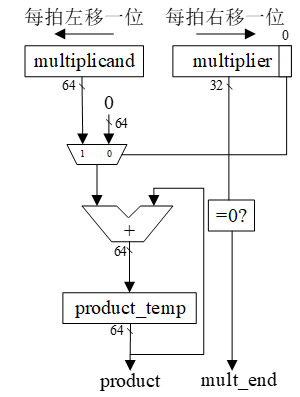 每拍左移一位 每拍右移一位
0
multiplicand multiplier
64 32
0
64
1 0
=0?
+
64
product_temp
64
product mult_end